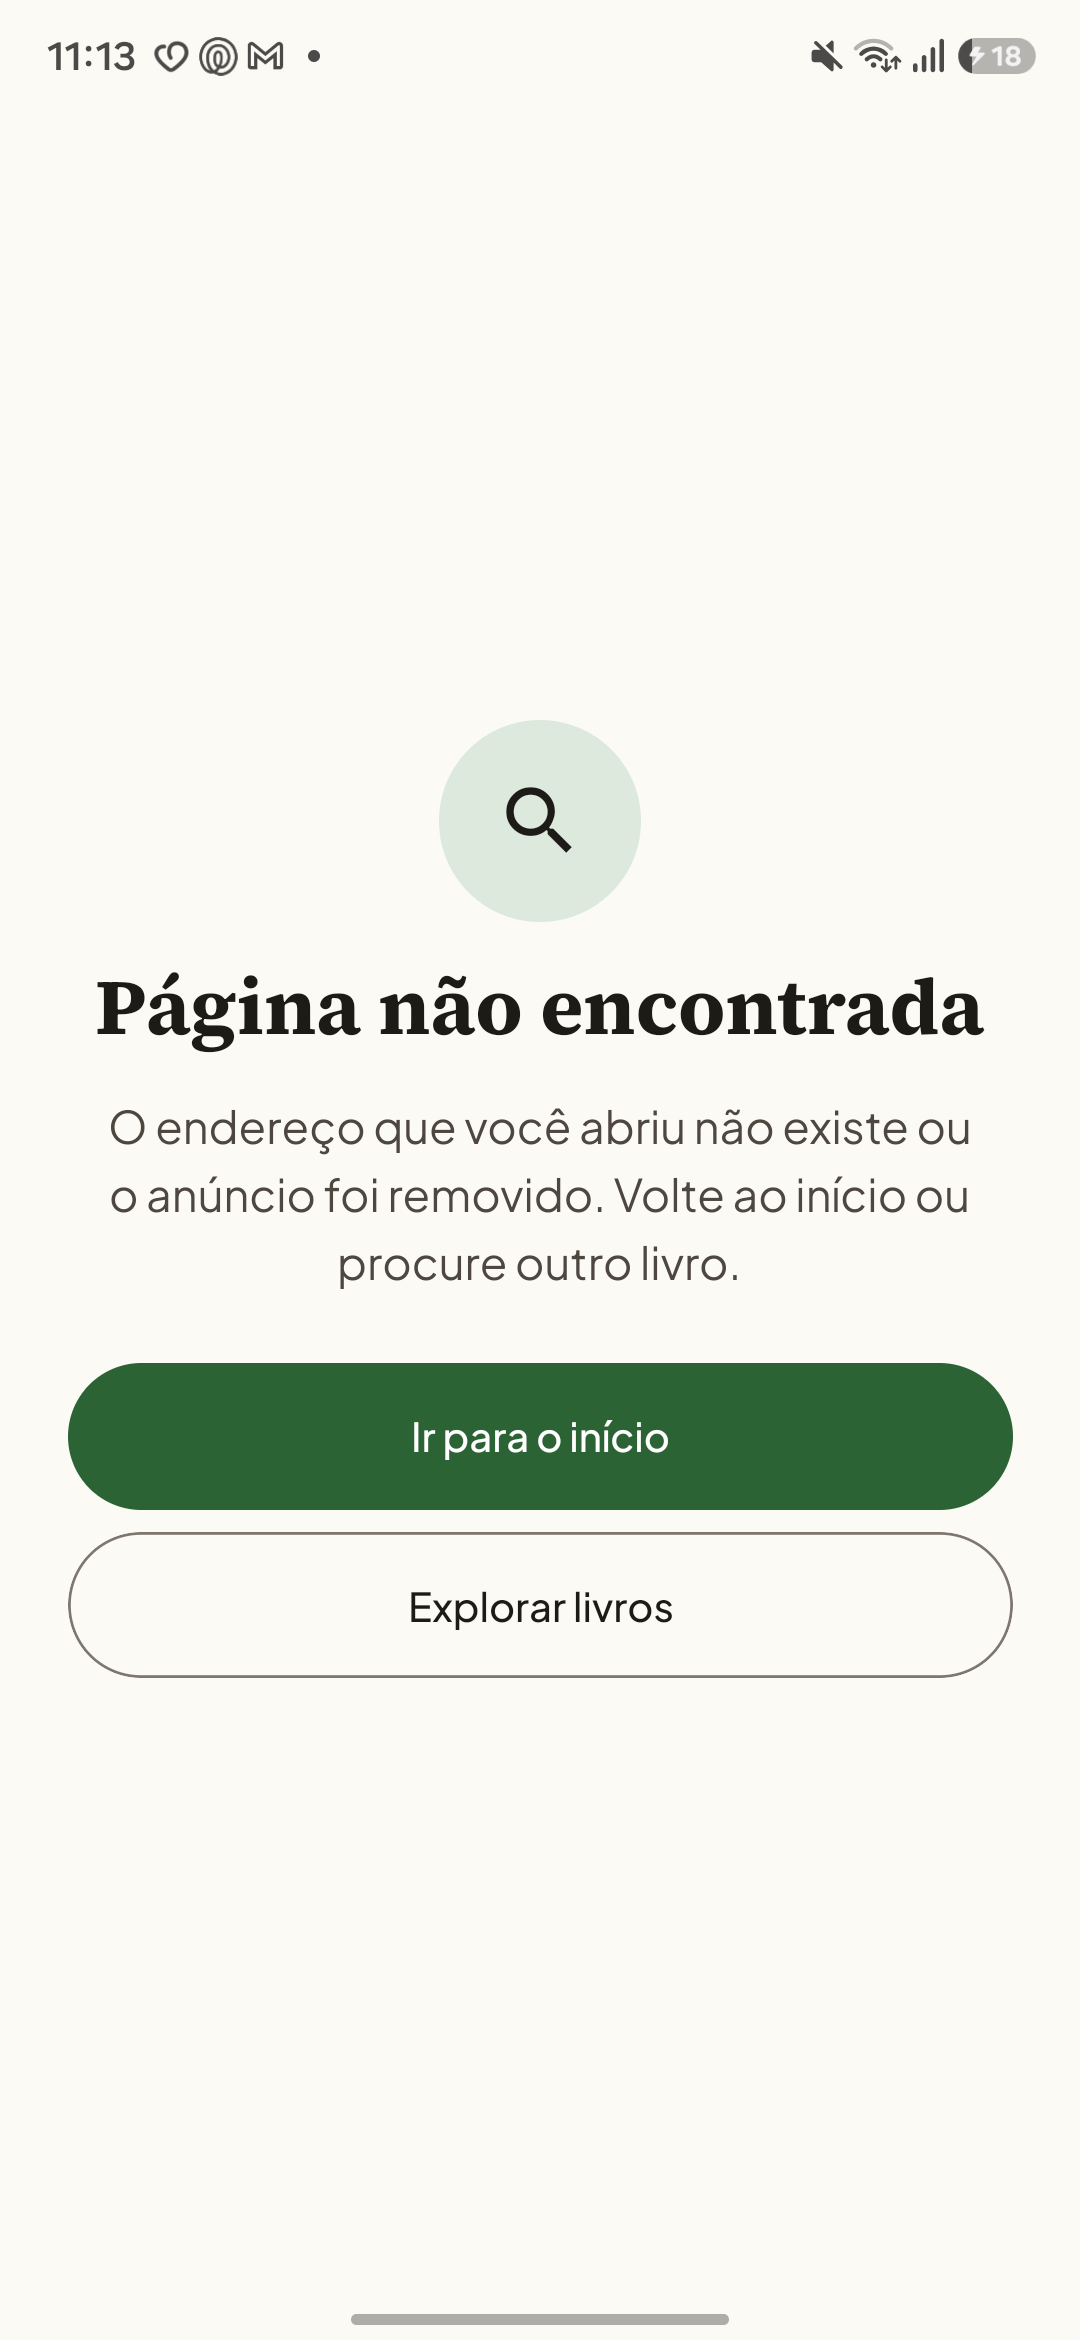 11:13
18
Página não encontrada
O endereço que você abriu não existe ou
o anúncio foi removido. Volte ao início ou
procure outro livro.
Ir para o início
Explorar livros